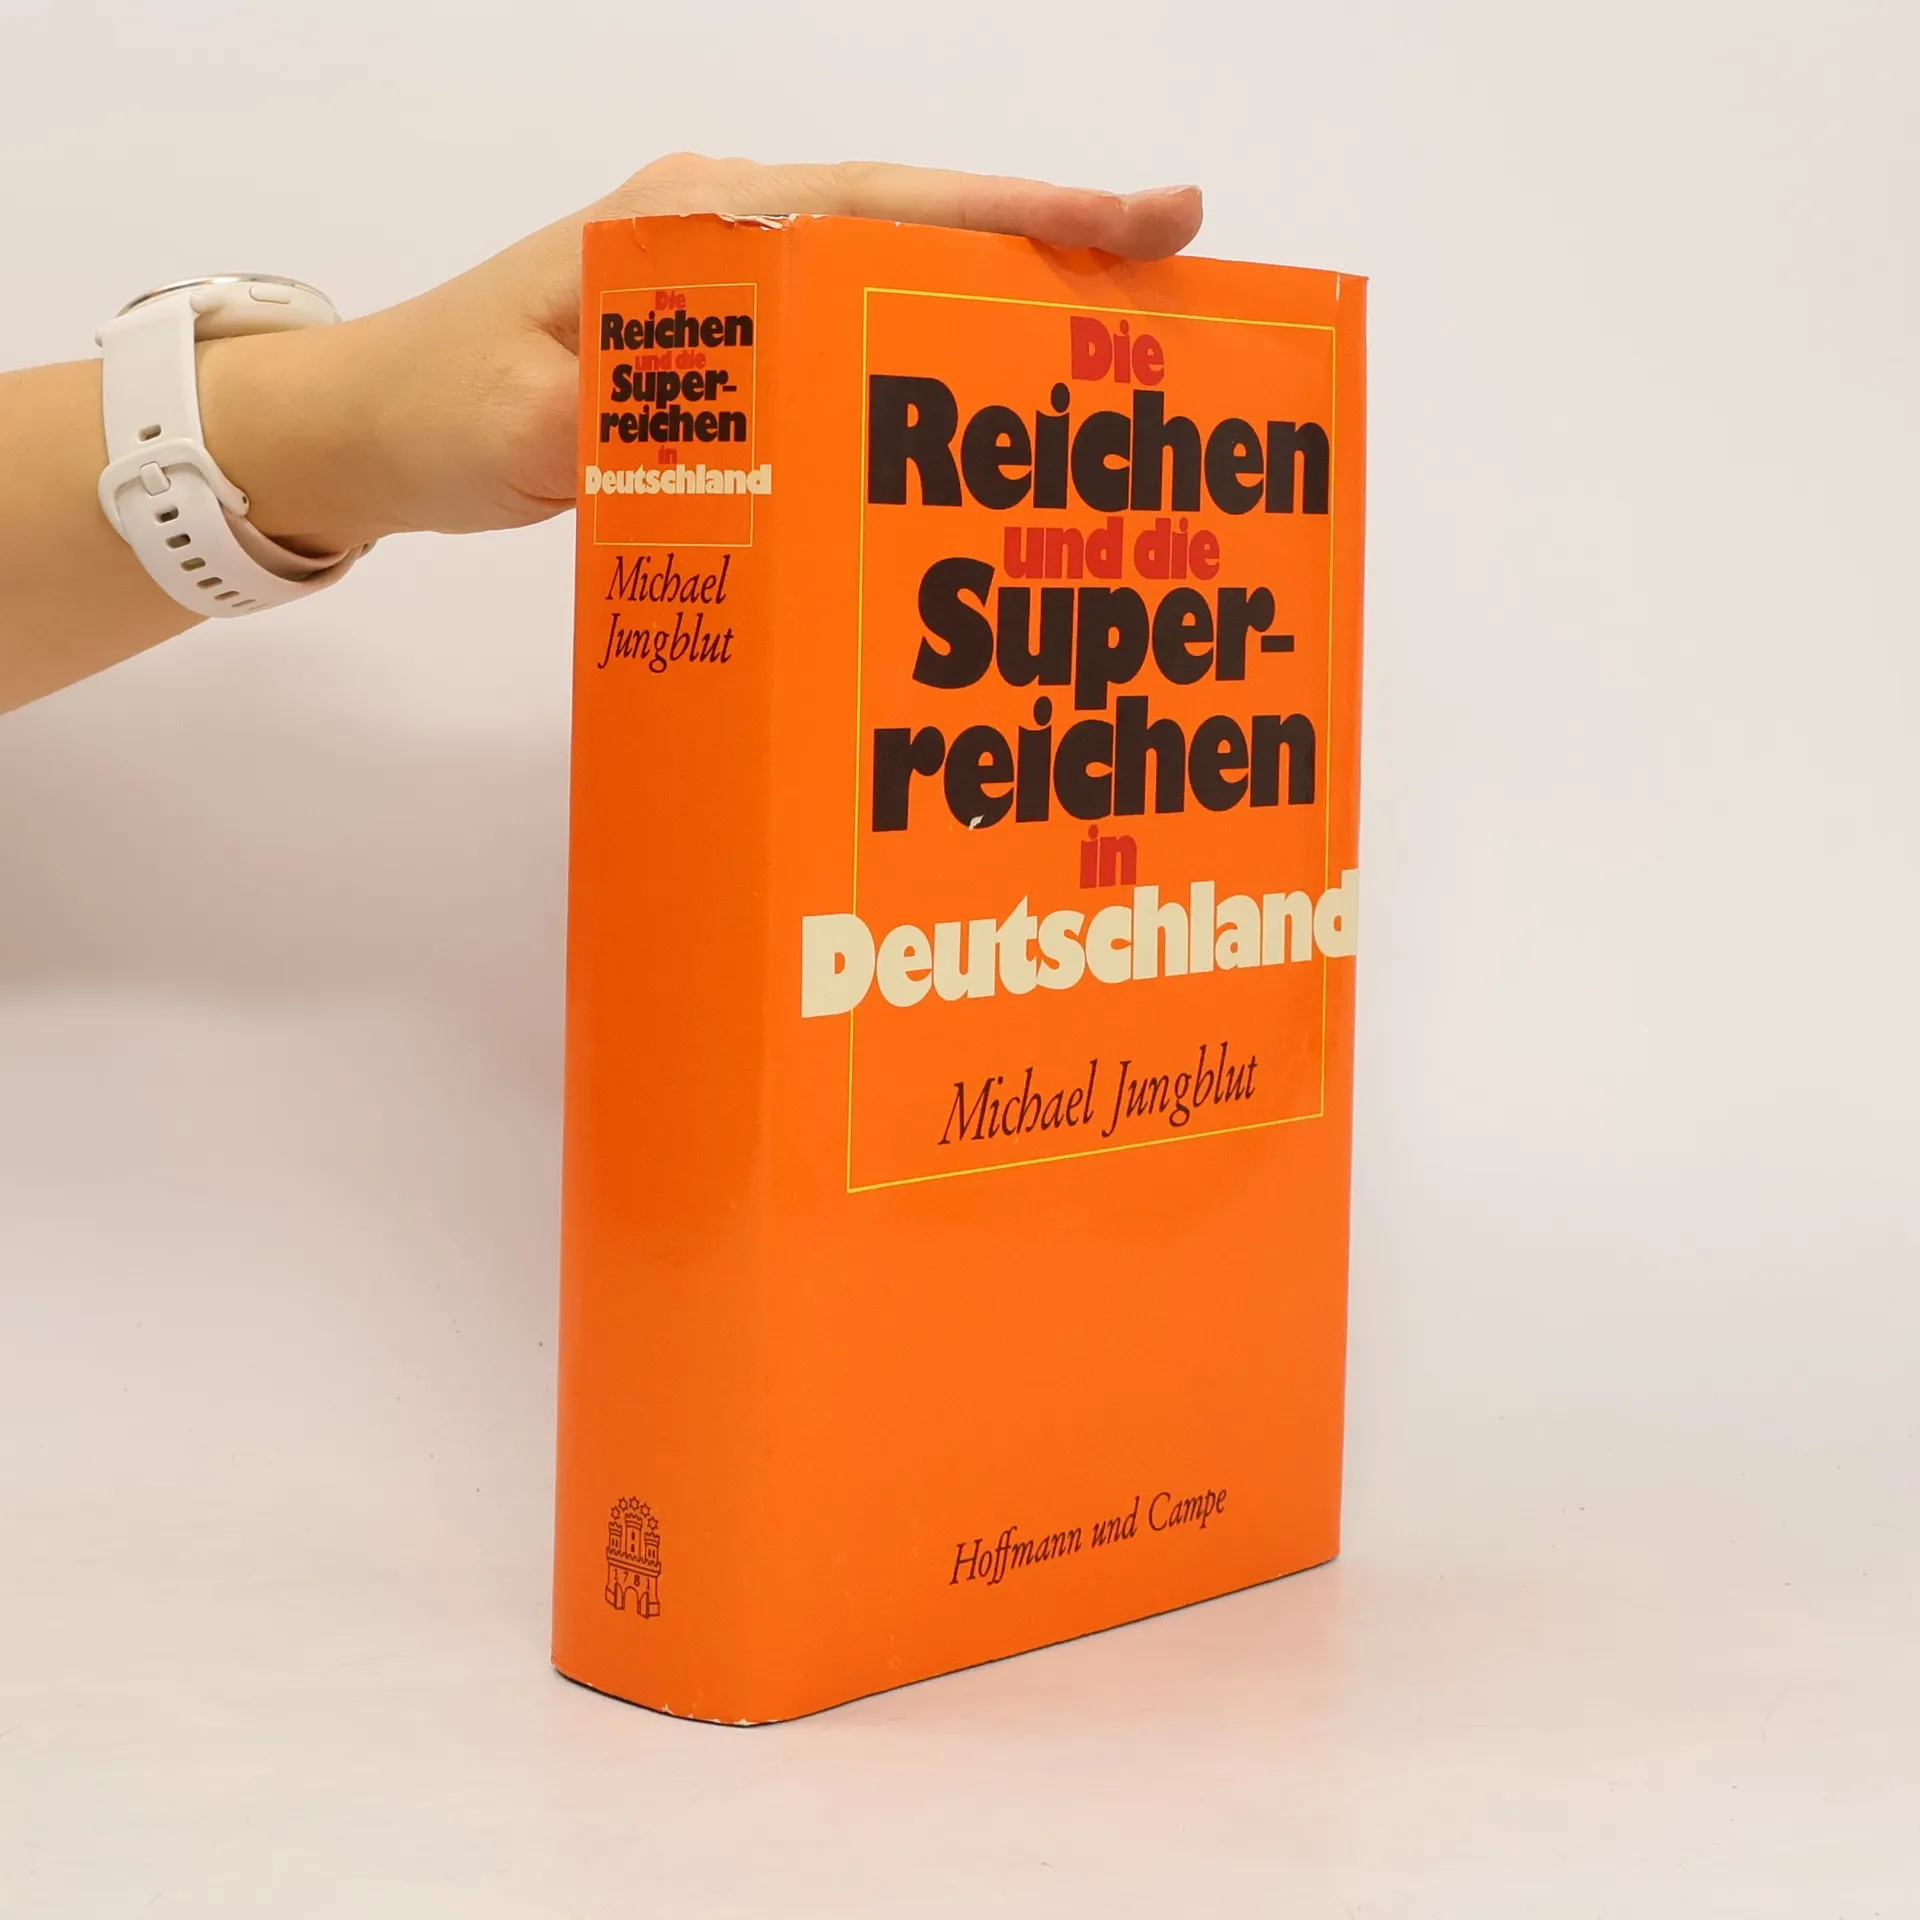 Die
Reichen
und die
Super-
reichen
in
Deutschland
Michael
Jungblut
1781
Die
Reichen
und die
Super-
reichen
in
Deutschland
Michael Jungblut
Hoffmann und Campe